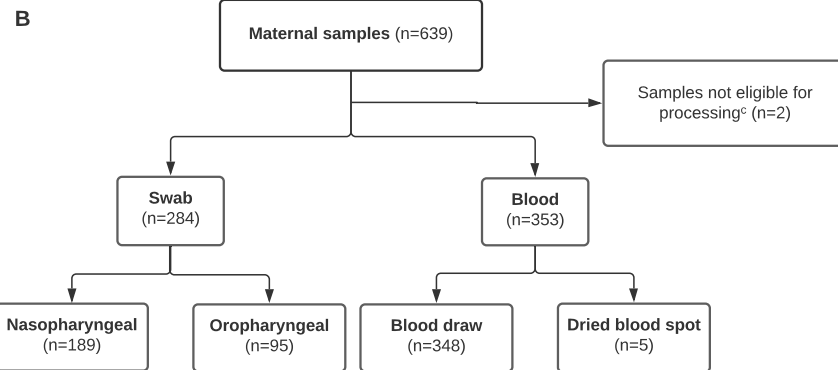 B
Maternal samples (n=639)
Samples not eligible for
processingᶜ (n=2)
Swab
(n=284)
Blood
(n=353)
Nasopharyngeal
(n=189)
Oropharyngeal
(n=95)
Blood draw
(n=348)
Dried blood spot
(n=5)